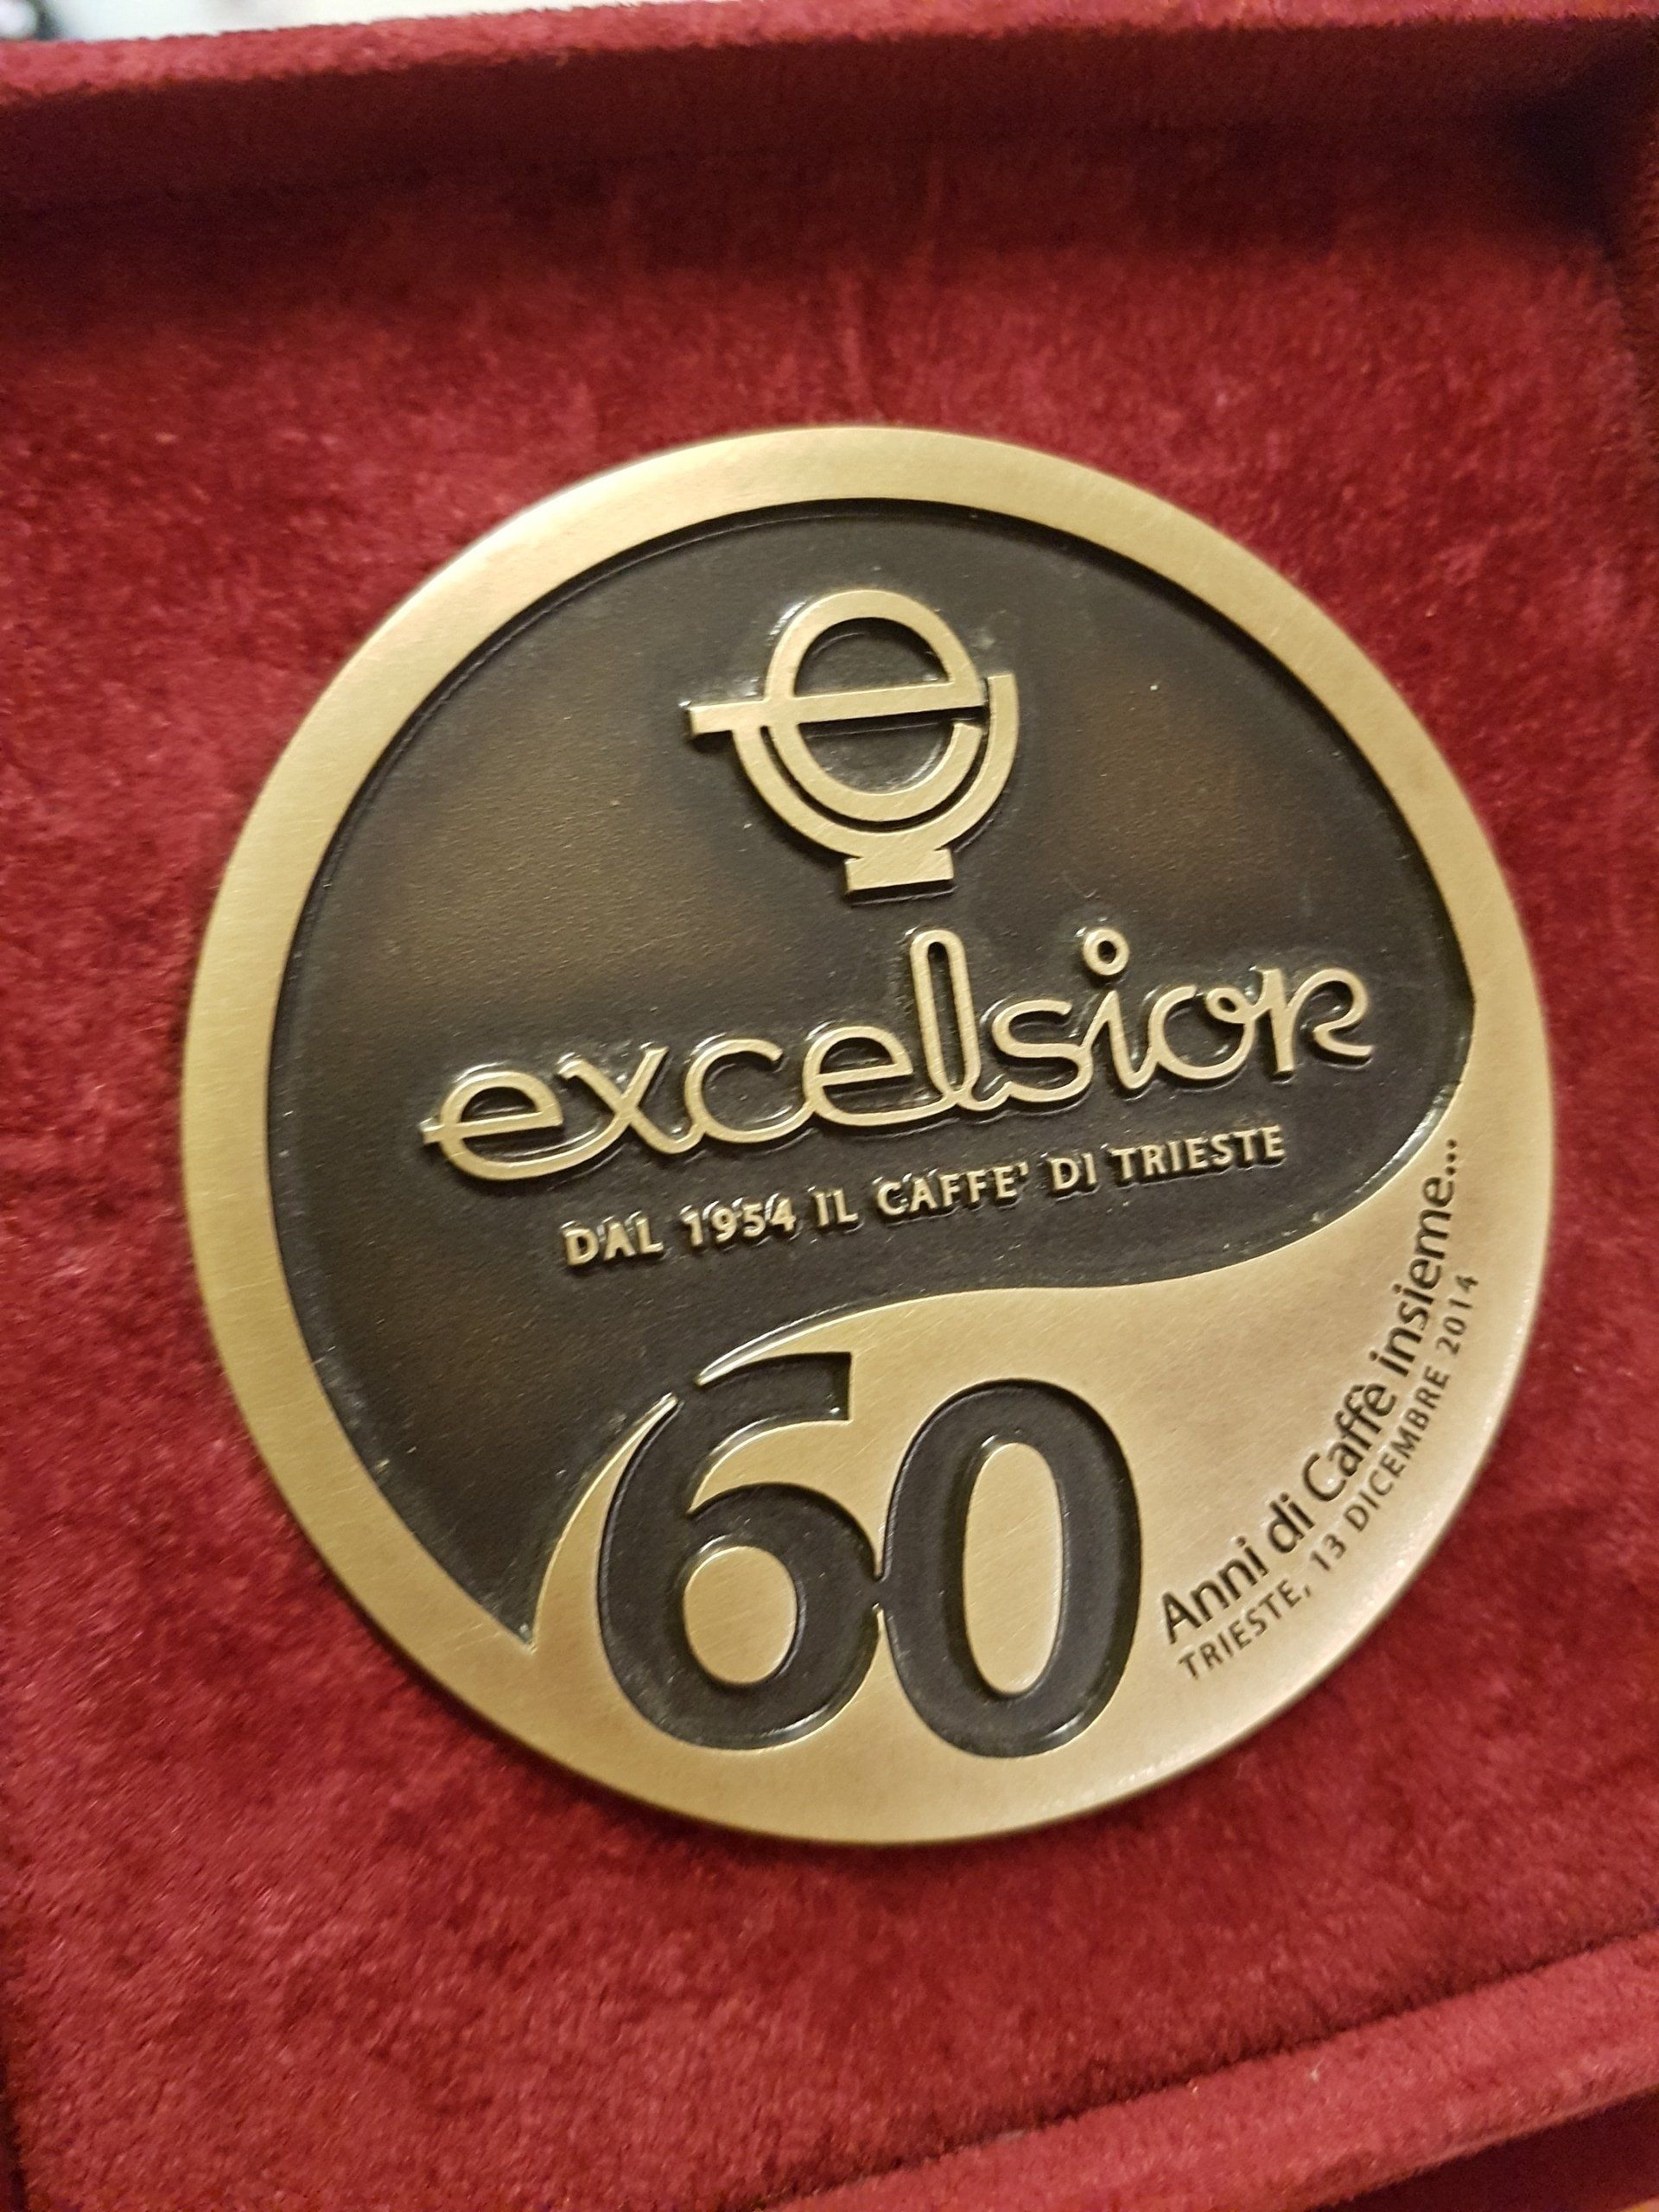 e
excelsior
DAL 1954 IL CAFFE' DI TRIESTE
60
Anni di Caffè insieme...
TRIESTE, 13 DICEMBRE 2014